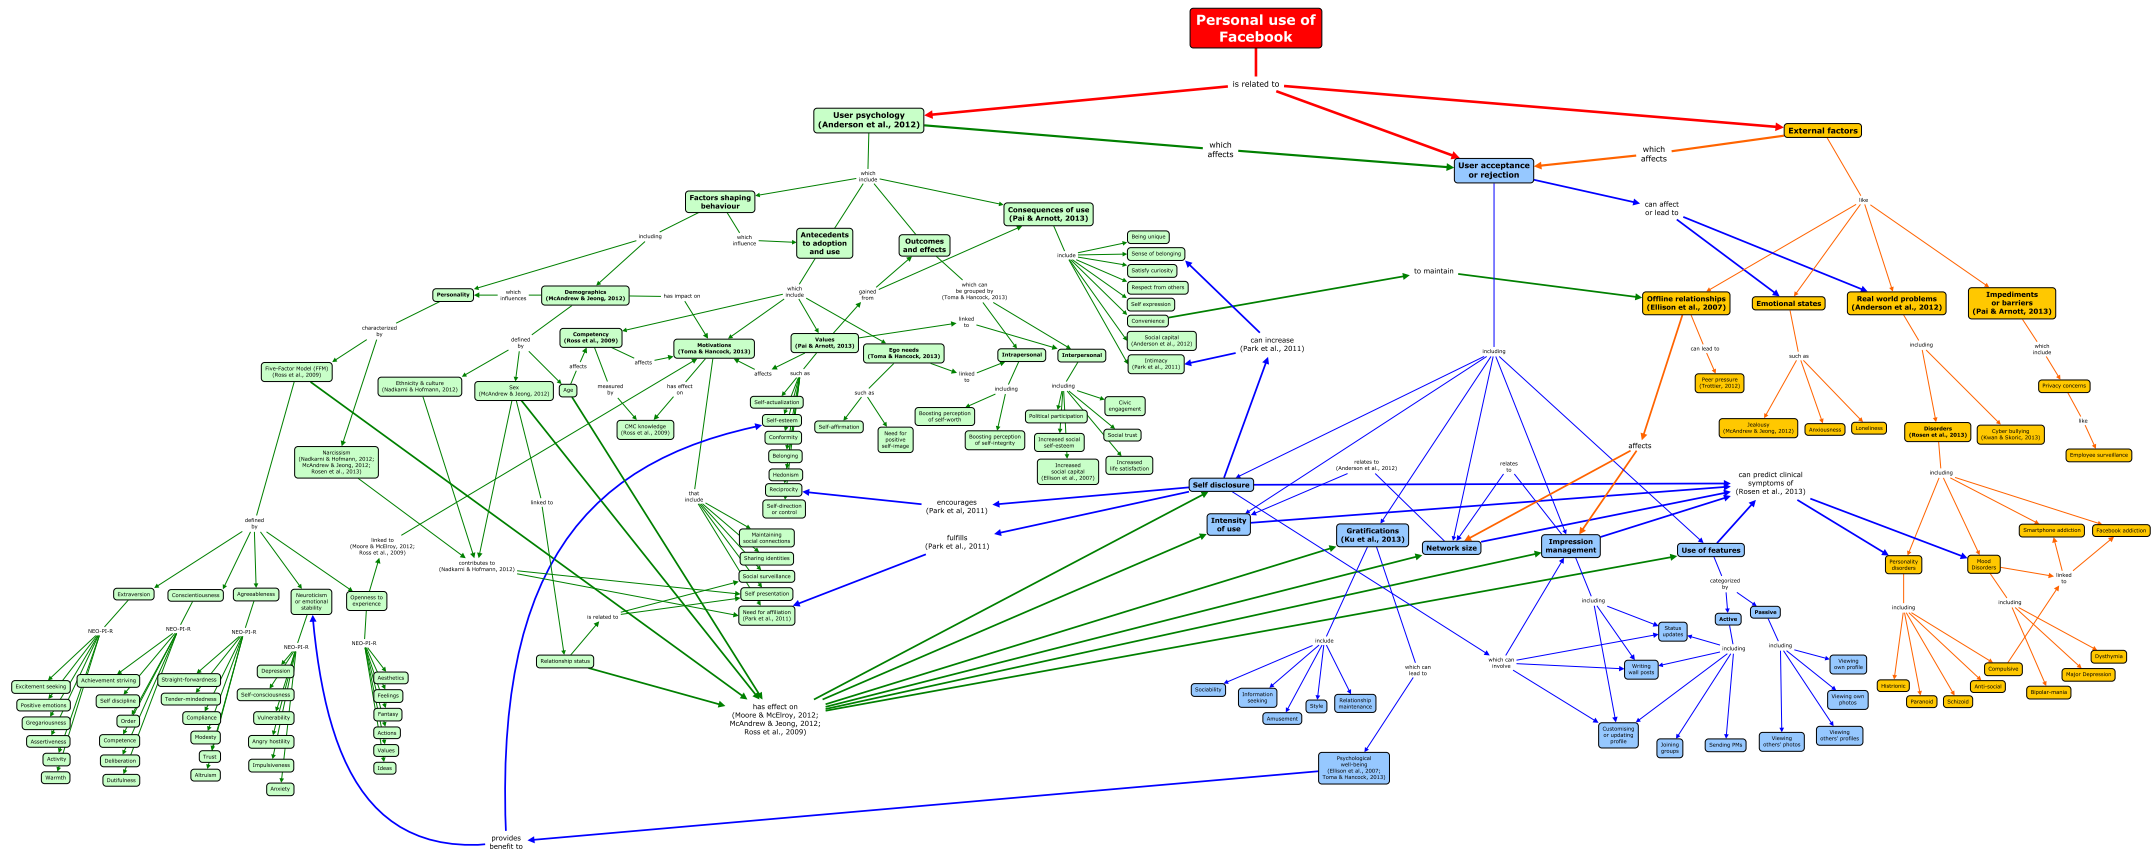 Personal use of
Facebook
is related to
User psychology
(Anderson et al., 2012)
External factors
which
affects
which
affects
User acceptance
or rejection
which
include
Factors shaping
behaviour
can affect
or lead to
like
Consequences of use
(Pai & Arnott, 2013)
including
which
influence
Antecedents
to adoption
and use
Outcomes
and effects
Being unique
Sense of belonging
include
Satisfy curiosity
to maintain
Respect from others
Self expression
Convenience
Social capital
(Anderson et al., 2012)
Intimacy
(Park et al., 2011)
Personality
which
influences
Demographics
(McAndrew & Jeong, 2012)
has impact on
which
include
gained
from
which can
be grouped by
(Toma & Hancock, 2013)
Offline relationships
(Ellison et al., 2007)
Emotional states
Real world problems
(Anderson et al., 2012)
Impediments
or barriers
(Pai & Arnott, 2013)
characterized
by
defined
by
Competency
(Ross et al., 2009)
Motivations
(Toma & Hancock, 2013)
Values
(Pai & Arnott, 2013)
linked
to
Ego needs
(Toma & Hancock, 2013)
Intrapersonal
Interpersonal
can increase
(Park et al., 2011)
including
can lead to
such as
including
which
include
Five-Factor Model (FFM)
(Ross et al., 2009)
affects
affects
affects
such as
linked
to
Ethnicity & culture
(Nadkarni & Hofmann, 2012)
Sex
(McAndrew & Jeong, 2012)
Age
measured
by
has effect
on
such as
including
including
Peer pressure
(Trottier, 2012)
Privacy concerns
Self-actualization
Self-esteem
Conformity
Belonging
Hedonism
Reciprocity
Self-direction
or control
Self-affirmation
Need for
positive
self-image
Boosting perception
of self-worth
Boosting perception
of self-integrity
Political participation
Civic
engagement
Increased social
self-esteem
Social trust
Increased
social capital
(Ellison et al., 2007)
Increased
life satisfaction
CMC knowledge
(Ross et al., 2009)
Jealousy
(McAndrew & Jeong, 2012)
Anxiousness
Loneliness
Disorders
(Rosen et al., 2013)
Cyber bullying
(Kwan & Skoric, 2013)
like
Employee surveillance
affects
Narcissism
(Nadkarni & Hofmann, 2012;
McAndrew & Jeong, 2012;
Rosen et al., 2013)
relates to
(Anderson et al., 2012)
relates
to
can predict clinical
symptoms of
(Rosen et al., 2013)
including
that
include
linked to
encourages
(Park et al, 2011)
Self disclosure
Intensity
of use
Gratifications
(Ku et al., 2013)
Network size
Impression
management
Use of features
Smartphone addiction
Facebook addiction
defined
by
linked to
(Moore & McElroy, 2012;
Ross et al., 2009)
contributes to
(Nadkarni & Hofmann, 2012)
Maintaining
social connections
Sharing identities
Social surveillance
Self presentation
Need for affiliation
(Park et al., 2011)
fulfills
(Park et al., 2011)
Personality
disorders
Mood
Disorders
linked
to
categorized
by
Extraversion
Conscientiousness
Agreeableness
Neuroticism
or emotional
stability
Openness to
experience
is related to
including
Active
Passive
including
including
NEO-PI-R
NEO-PI-R
NEO-PI-R
NEO-PI-R
NEO-PI-R
include
Status
updates
including
including
Relationship status
which can
lead to
which can
involve
Writing
wall posts
Viewing
own profile
Compulsive
Dysthymia
Major Depression
Excitement seeking
Positive emotions
Gregariousness
Assertiveness
Activity
Warmth
Achievement striving
Self discipline
Order
Competence
Deliberation
Dutifulness
Straight-forwardness
Tender-mindedness
Compliance
Modesty
Trust
Altruism
Depression
Self-consciousness
Vulnerability
Angry hostility
Impulsiveness
Anxiety
Aesthetics
Feelings
Fantasy
Actions
Values
Ideas
has effect on
(Moore & McElroy, 2012;
McAndrew & Jeong, 2012;
Ross et al., 2009)
Sociability
Information
seeking
Amusement
Style
Relationship
maintenance
Viewing own
photos
Histrionic
Paranoid
Schizoid
Anti-social
Bipolar-mania
Customising
or updating
profile
Joining
groups
Sending PMs
Viewing
others' photos
Viewing
others' profiles
Psychological
well-being
(Ellison et al., 2007;
Toma & Hancock, 2013)
provides
benefit to